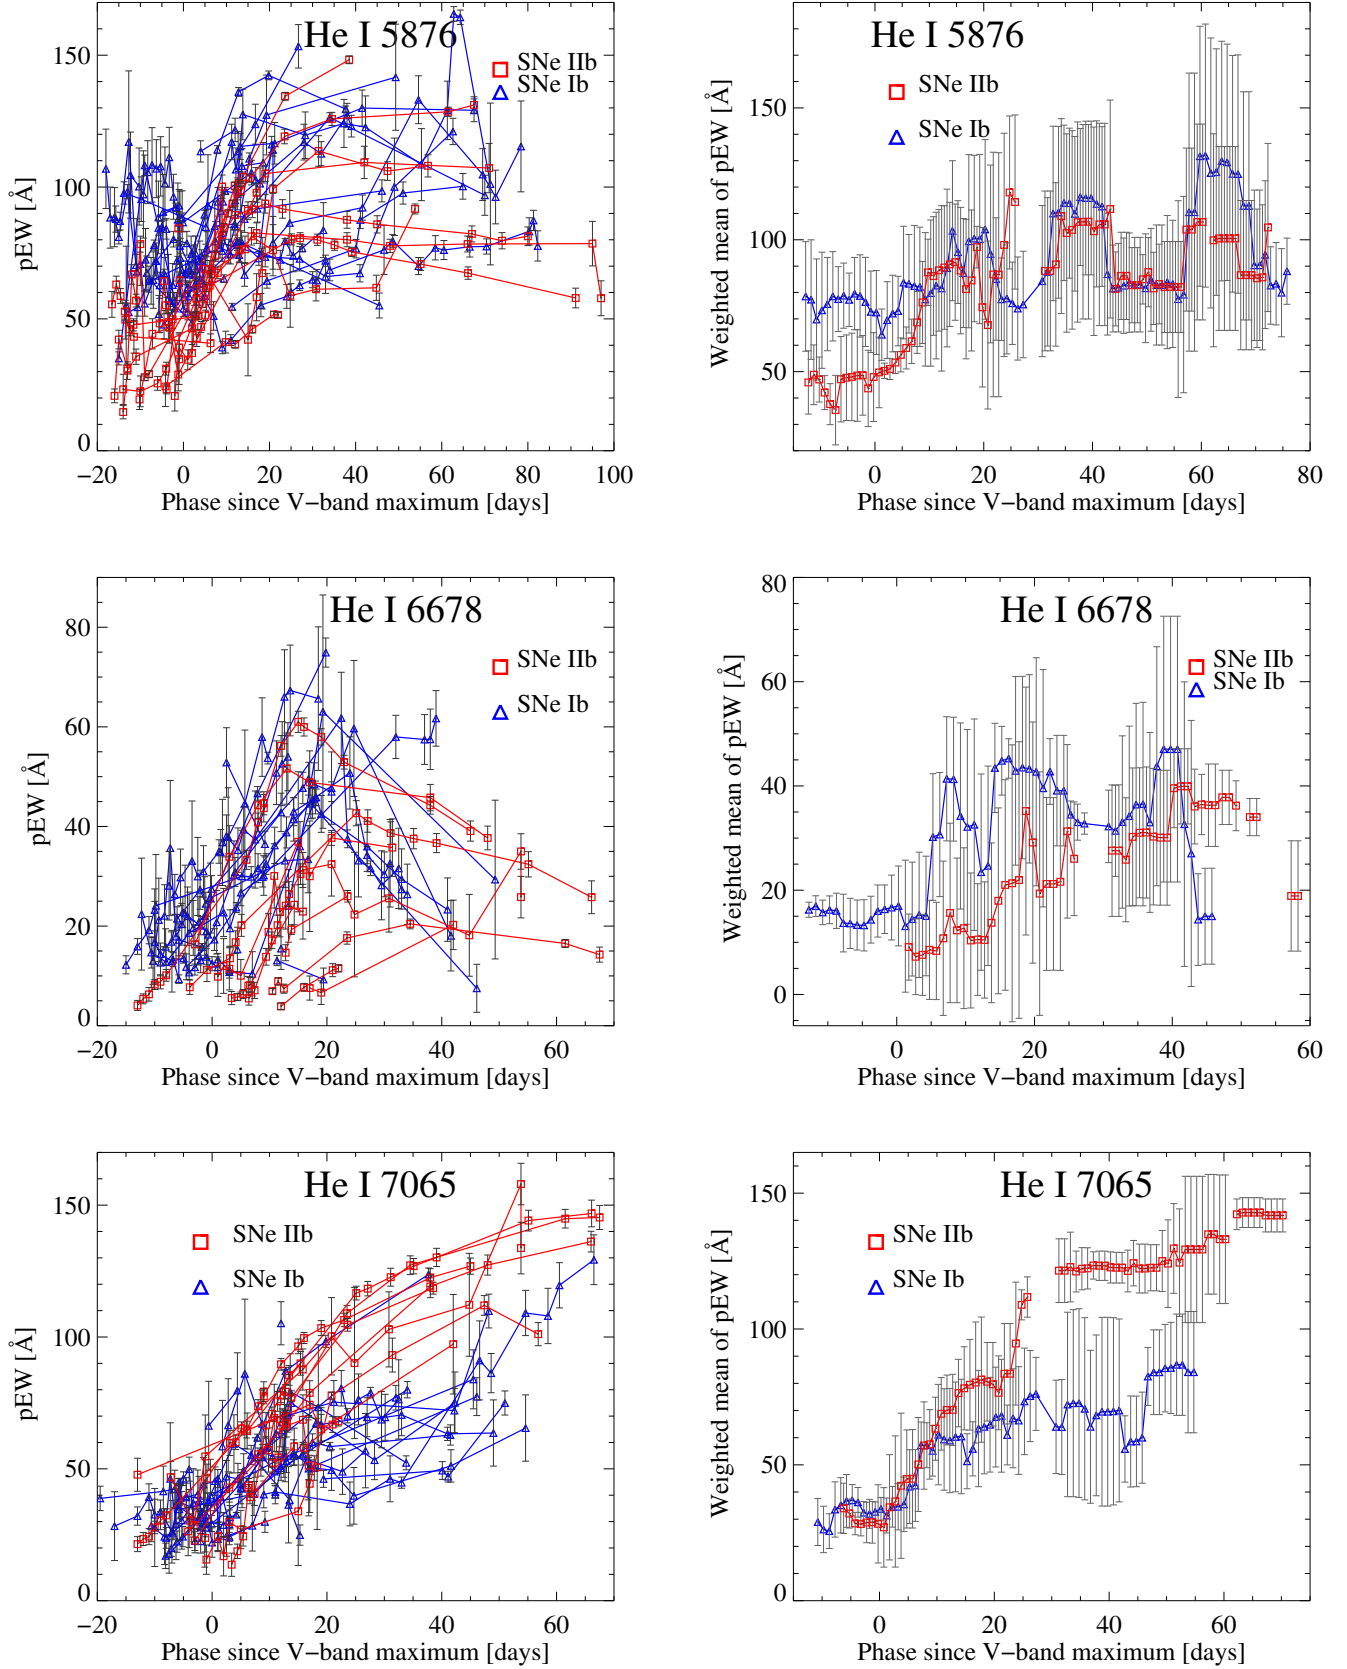 He I 5876
SNe IIb
SNe Ib
pEW [Å]
150
100
50
0
−20 0 20 40 60 80 100
Phase since V−band maximum [days]
He I 5876
SNe IIb
SNe Ib
Weighted mean of pEW [Å]
150
100
50
0 20 40 60 80
Phase since V−band maximum [days]
He I 6678
SNe IIb
SNe Ib
pEW [Å]
80
60
40
20
0
−20 0 20 40 60
Phase since V−band maximum [days]
He I 6678
SNe IIb
SNe Ib
Weighted mean of pEW [Å]
80
60
40
20
0
0 20 40 60
Phase since V−band maximum [days]
He I 7065
SNe IIb
SNe Ib
pEW [Å]
150
100
50
0
−20 0 20 40 60
Phase since V−band maximum [days]
He I 7065
SNe IIb
SNe Ib
Weighted mean of pEW [Å]
150
100
50
0
0 20 40 60
Phase since V−band maximum [days]